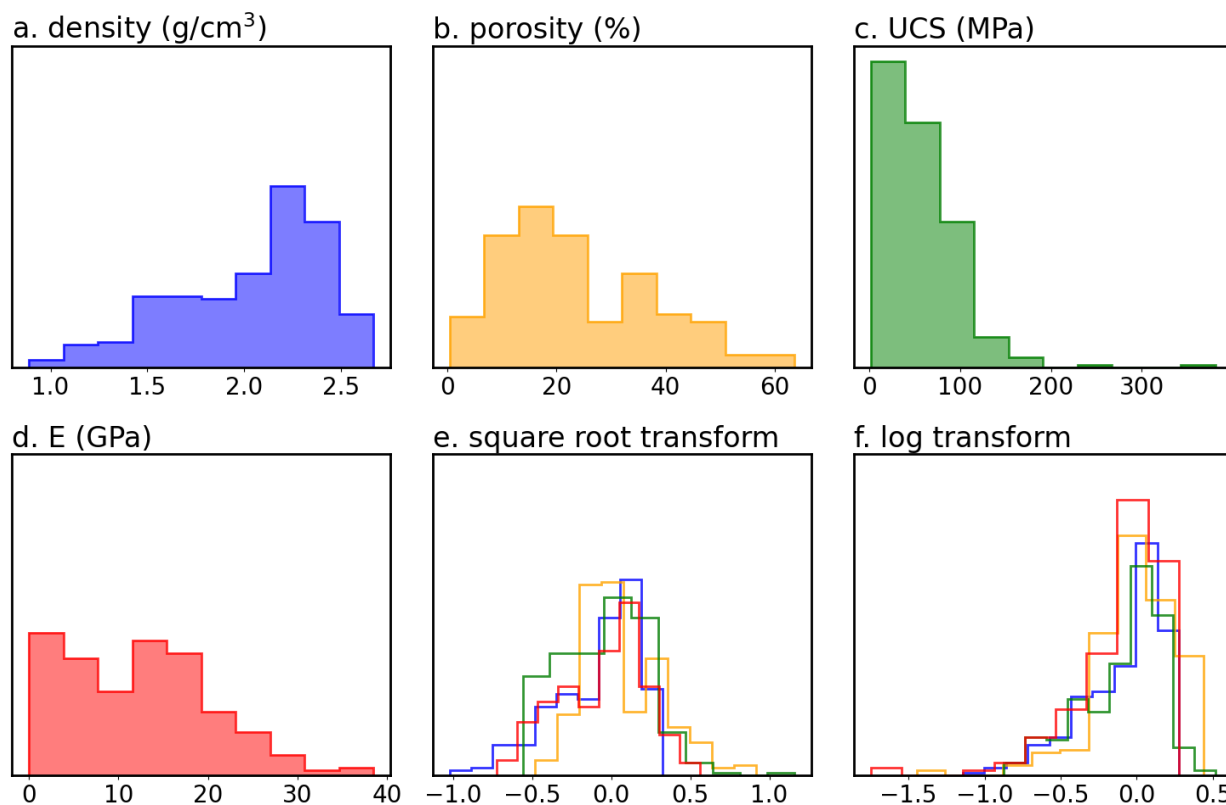 a. density (g/cm³)
b. porosity (%)
c. UCS (MPa)
1.0 1.5 2.0 2.5
0 20 40 60
0 100 200 300
d. E (GPa)
e. square root transform
f. log transform
0 10 20 30 40
−1.0 −0.5 0.0 0.5 1.0
−1.5 −1.0 −0.5 0.0 0.5